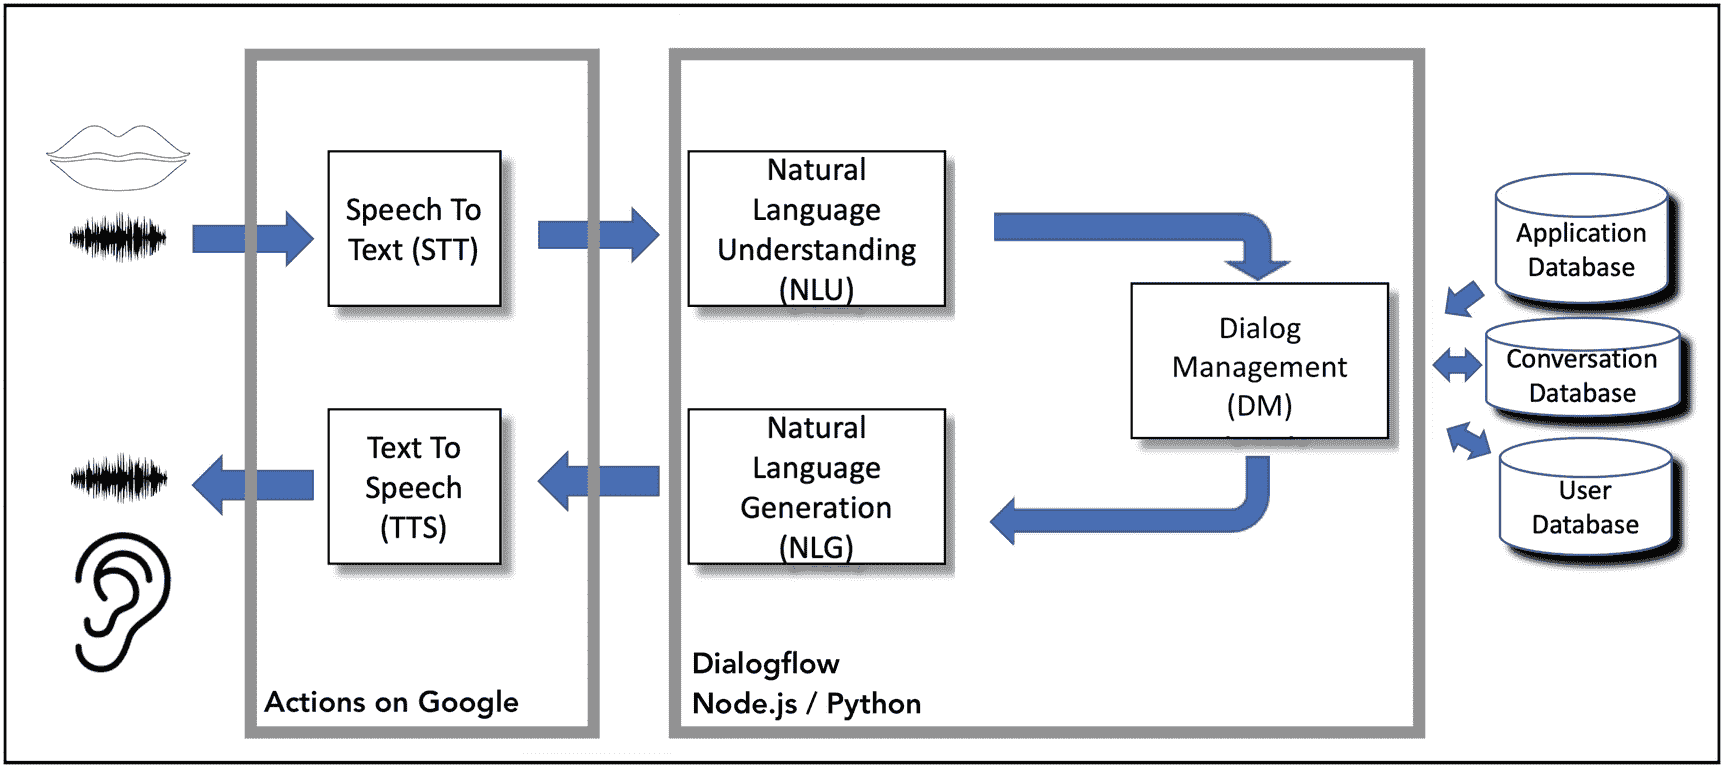 Speech To
Text (STT)
Natural
Language
Understanding
(NLU)
Dialog
Management
(DM)
Application
Database
Conversation
Database
User
Database
Text To
Speech
(TTS)
Natural
Language
Generation
(NLG)
Actions on Google
Dialogflow
Node.js / Python